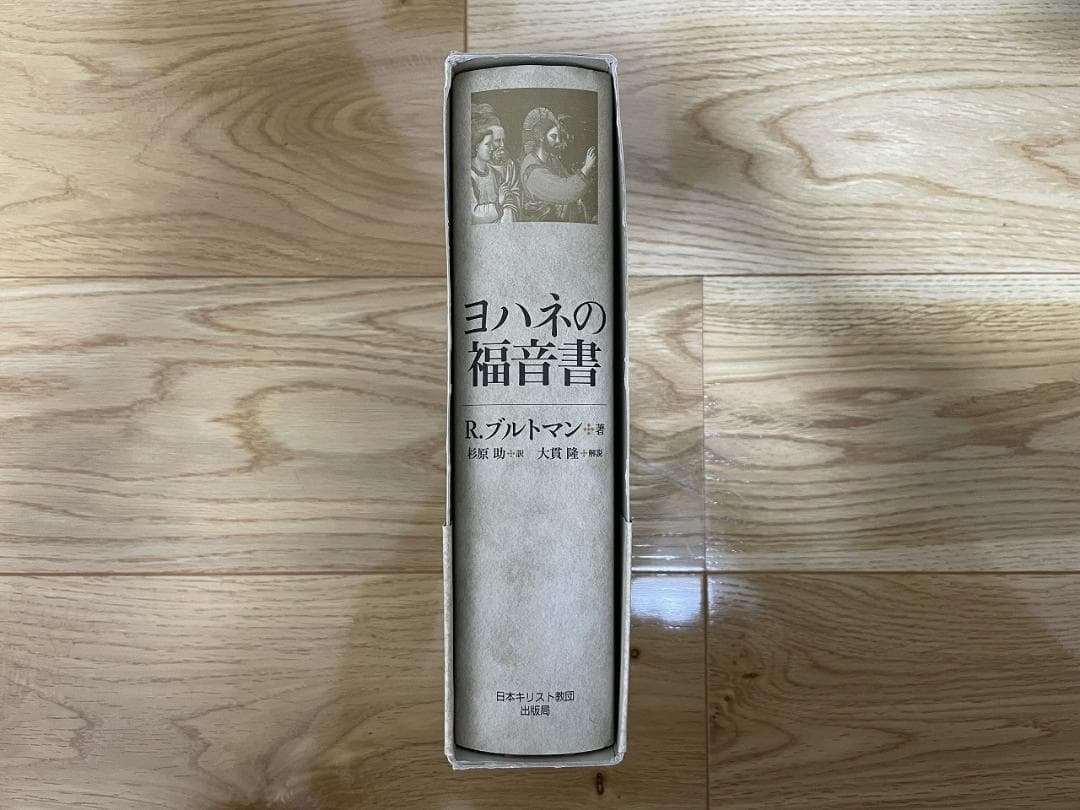 ヨハネの
福音書
R.ブルトマン✣著
杉原 助✣訳 大貫 隆✣解説
日本キリスト教団
出版局